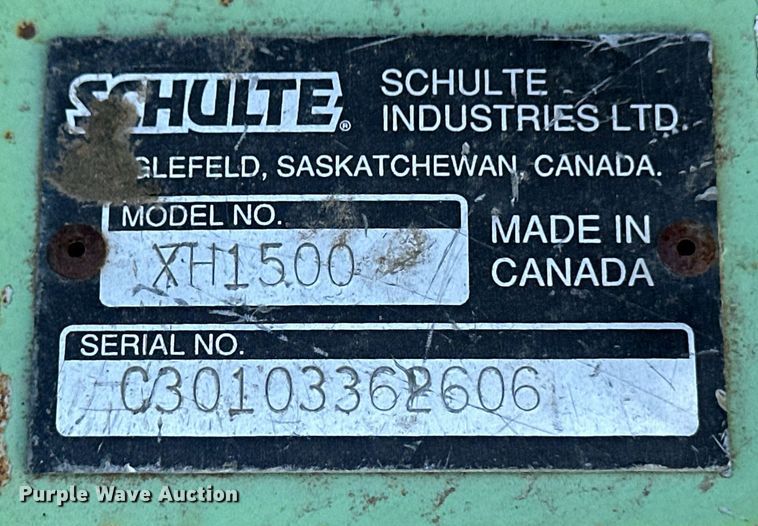 SCHULTE®
SCHULTE
INDUSTRIES LTD.
GLEFELD, SASKATCHEWAN, CANADA.
MODEL NO.
XH1500
MADE IN
CANADA
SERIAL NO.
C30103362606
Purple Wave Auction